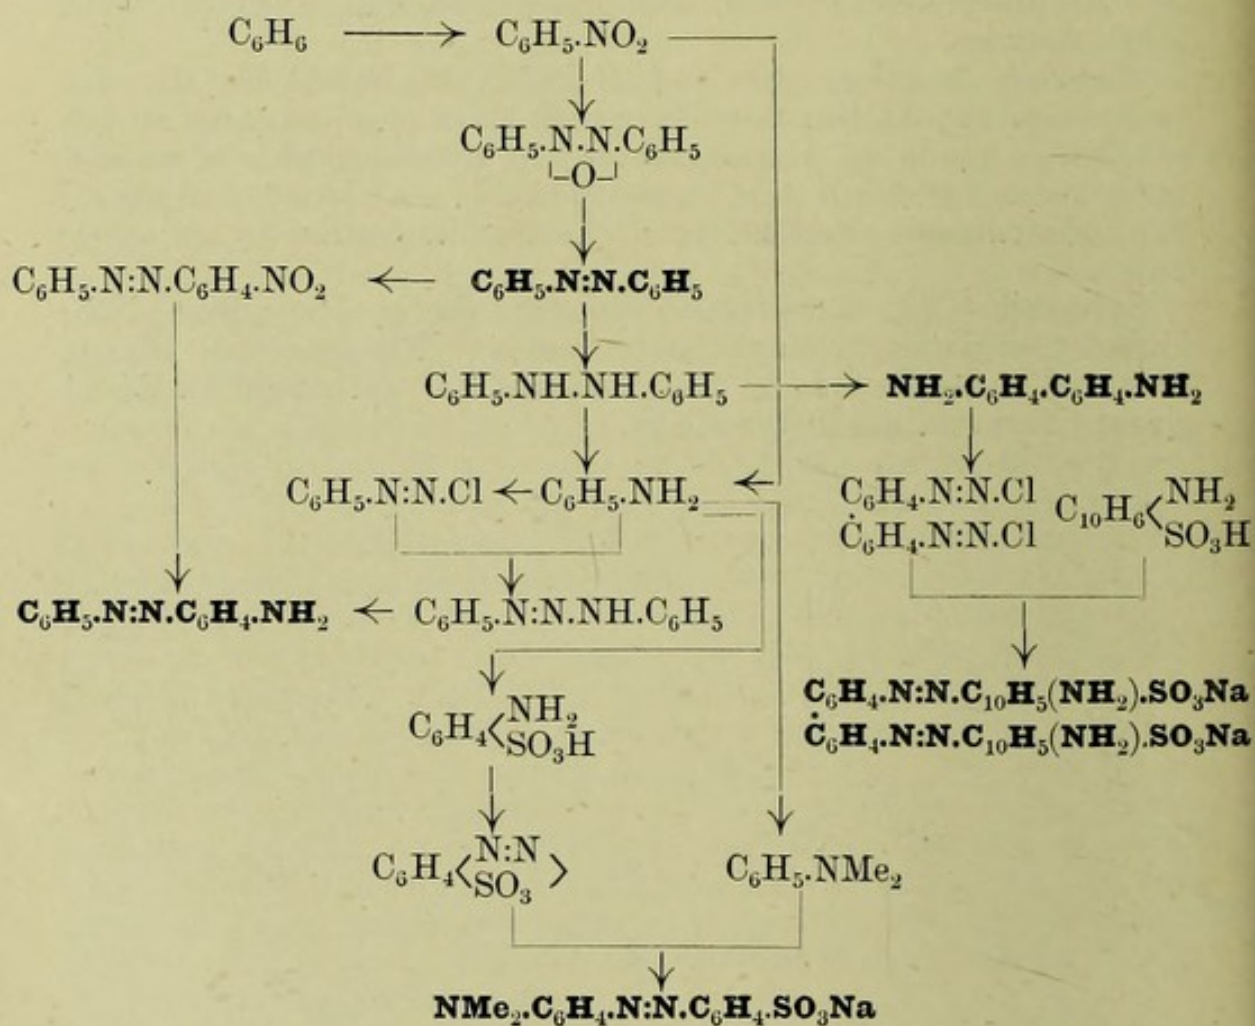 C₆H₆ ⟶ C₆H₅.NO₂
C₆H₅.N.N.C₆H₅
O
C₆H₅.N:N.C₆H₄.NO₂ ← C₆H₅.N:N.C₆H₅
C₆H₅.NH.NH.C₆H₅ → NH₂.C₆H₄.C₆H₄.NH₂
C₆H₅.N:N.Cl ← C₆H₅.NH₂ ←
C₆H₄.N:N.Cl
Ċ₆H₄.N:N.Cl
C₁₀H₆<NH₂
SO₃H
C₆H₅.N:N.C₆H₄.NH₂ ← C₆H₅.N:N.NH.C₆H₅
C₆H₄.N:N.C₁₀H₅(NH₂).SO₃Na
Ċ₆H₄.N:N.C₁₀H₅(NH₂).SO₃Na
C₆H₄<NH₂
SO₃H
C₆H₄<N:N>
SO₃
C₆H₅.NMe₂
NMe₂.C₆H₄.N:N.C₆H₄.SO₃Na